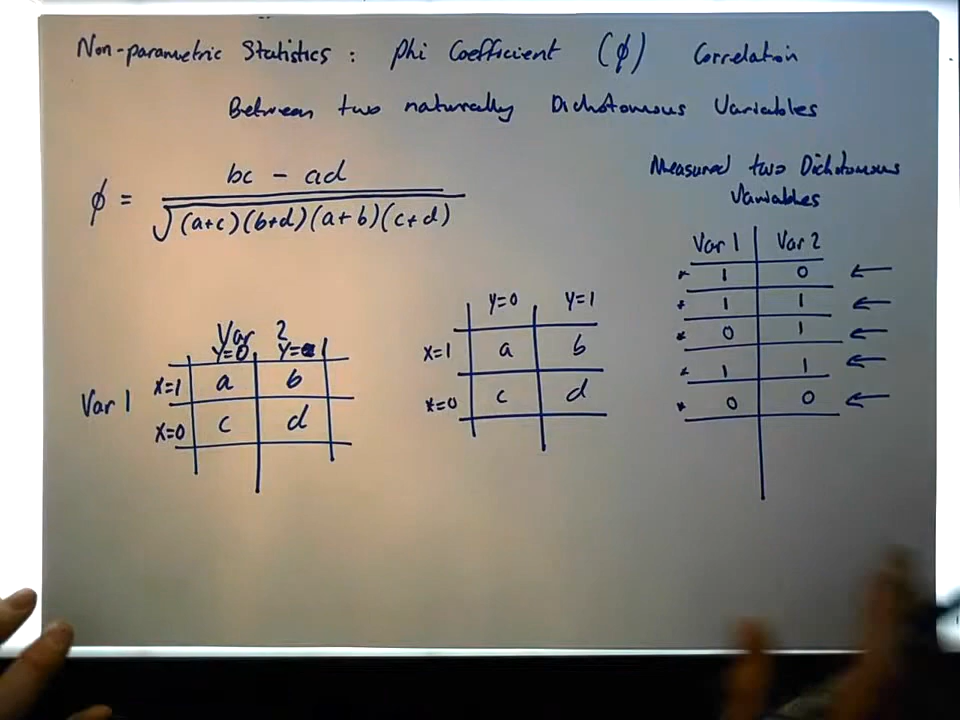 Non-parametric Statistics : Phi Coefficient (ϕ) Correlation
Between two naturally Dichotomous Variables
ϕ = bc - ad
√(a+c)(b+d)(a+b)(c+d)
Measured two Dichotomous
Variables
Var 1 Var 2
* 1 0 ←
* 1 1 ←
* 0 1 ←
* 1 1 ←
* 0 0 ←
Var 2
Y=0 Y=1
X=1 a b
Var 1
X=0 c d
Y=0 Y=1
X=1 a b
X=0 c d